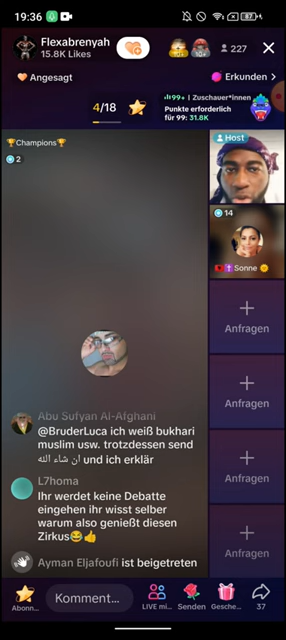 19:36
87
Flexabrenyah
15.8K Likes
227
Angesagt
Erkunden >
4/18
99+ | Zuschauer*innen
Punkte erforderlich
für 99: 31.8K
🏆Champions🏆
2
Host
14
🇦🇱✝️ Sonne 🌞
Anfragen
Anfragen
Anfragen
Anfragen
Abu Sufyan Al-Afghani
@BruderLuca ich weiß bukhari
muslim usw. trotzdessen send
ان شاء الله und ich erklär
L7homa
Ihr werdet keine Debatte
eingehen ihr wisst selber
warum also genießt diesen
Zirkus😂👍
Ayman Eljafoufi ist beigetreten
Abonn...
Kommentar...
LIVE mi...
Senden
Gesche...
37